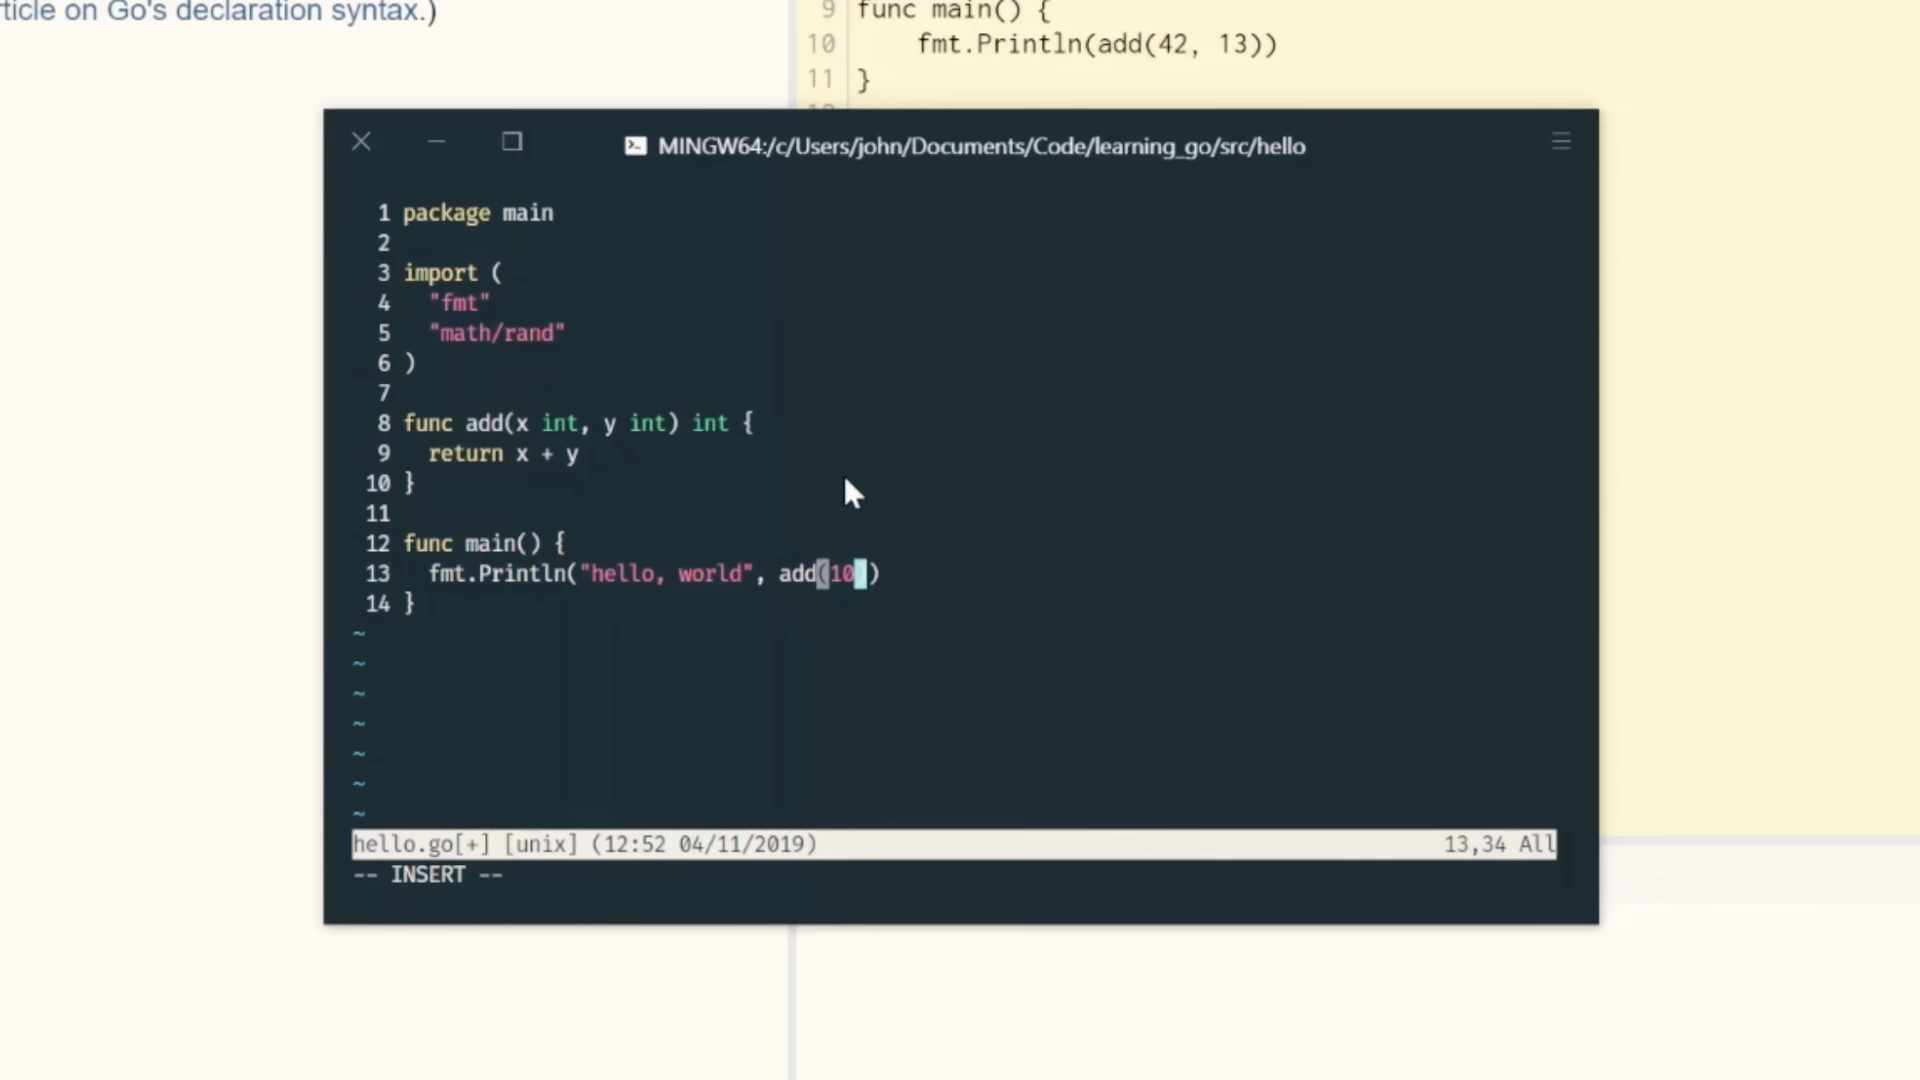 ticle on Go's declaration syntax.)
9 func main() {
10 fmt.Println(add(42, 13))
11 }
MINGW64:/c/Users/john/Documents/Code/learning_go/src/hello
1 package main
2
3 import (
4 "fmt"
5 "math/rand"
6 )
7
8 func add(x int, y int) int {
9 return x + y
10 }
11
12 func main() {
13 fmt.Println("hello, world", add(10))
14 }
~
~
~
~
~
~
~
hello.go[+] [unix] (12:52 04/11/2019) 13,34 All
-- INSERT --